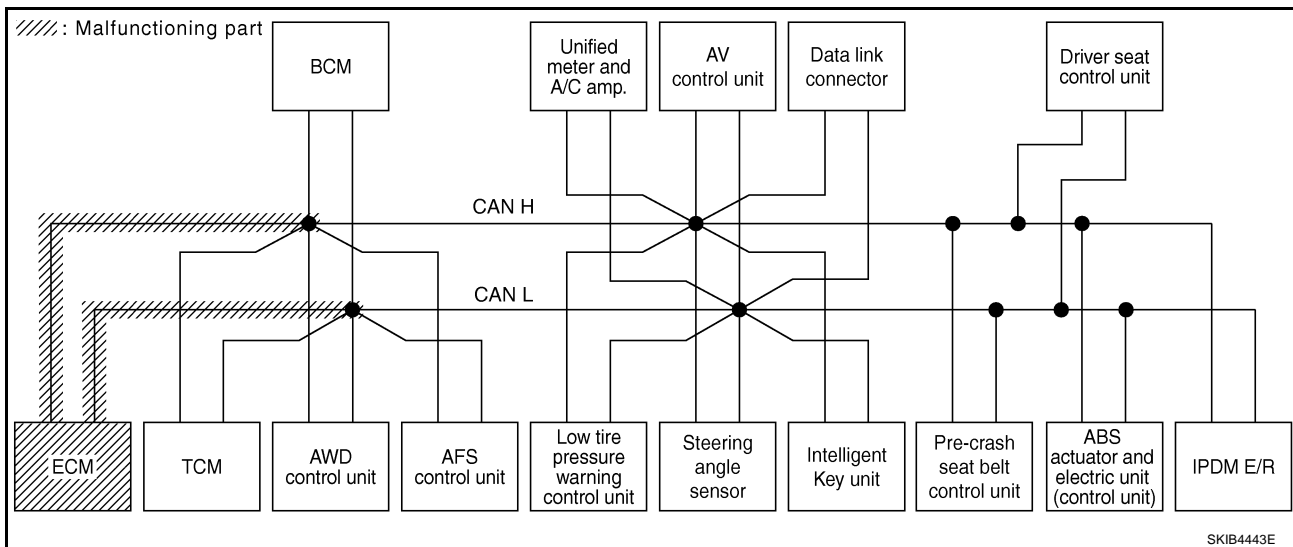 : Malfunctioning part
BCM
Unified
meter and
A/C amp.
AV
control unit
Data link
connector
Driver seat
control unit
CAN H
CAN L
ECM
TCM
AWD
control unit
AFS
control unit
Low tire
pressure
warning
control unit
Steering
angle
sensor
Intelligent
Key unit
Pre-crash
seat belt
control unit
ABS
actuator and
electric unit
(control unit)
IPDM E/R
SKIB4443E